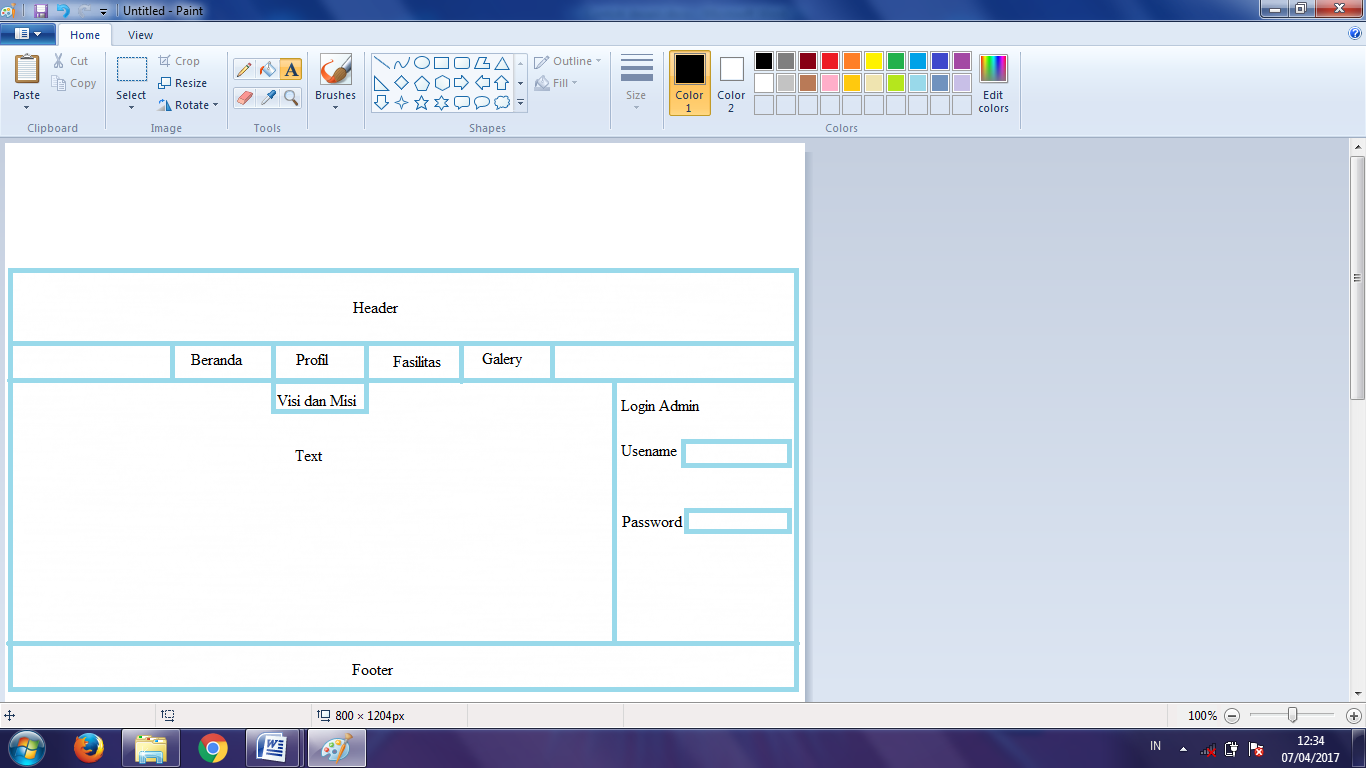 Untitled - Paint
Home View
Paste
Cut
Copy
Clipboard
Select
Crop
Resize
Rotate
Image
A
Tools
Brushes
Outline
Fill
Shapes
Size
Color 1
Color 2
Edit colors
Colors
Header
Beranda Profil Fasilitas Galery
Visi dan Misi
Text
Login Admin
Usename
Password
Footer
800 × 1204px
100%
IN
12:34
07/04/2017